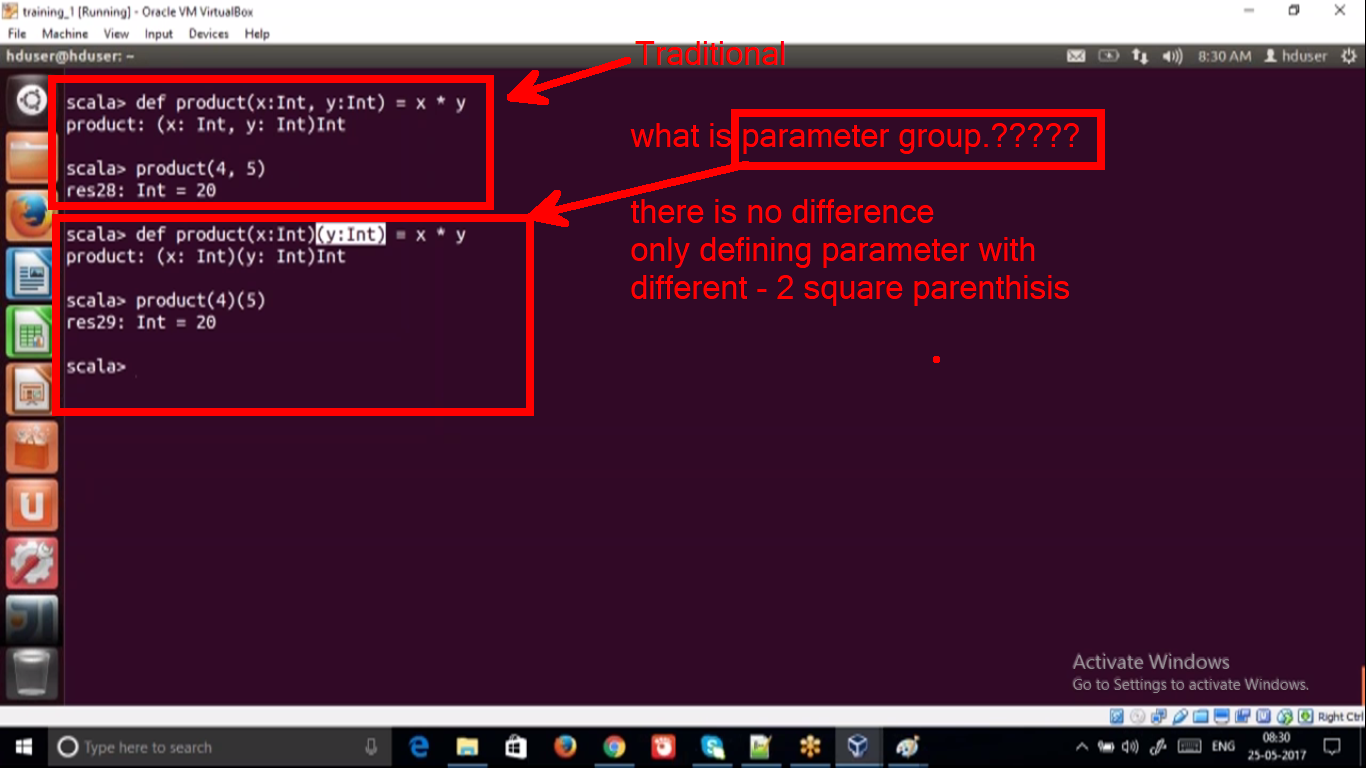 training_1 [Running] - Oracle VM VirtualBox
File Machine View Input Devices Help
hduser@hduser: ~
8:30 AM hduser
Traditional
scala> def product(x:Int, y:Int) = x * y
product: (x: Int, y: Int)Int
scala> product(4, 5)
res28: Int = 20
what is parameter group.?????
there is no difference
only defining parameter with
different - 2 square parenthisis
scala> def product(x:Int)(y:Int) = x * y
product: (x: Int)(y: Int)Int
scala> product(4)(5)
res29: Int = 20
scala>
Activate Windows
Go to Settings to activate Windows.
Right Ctrl
Type here to search
ENG
08:30
25-05-2017